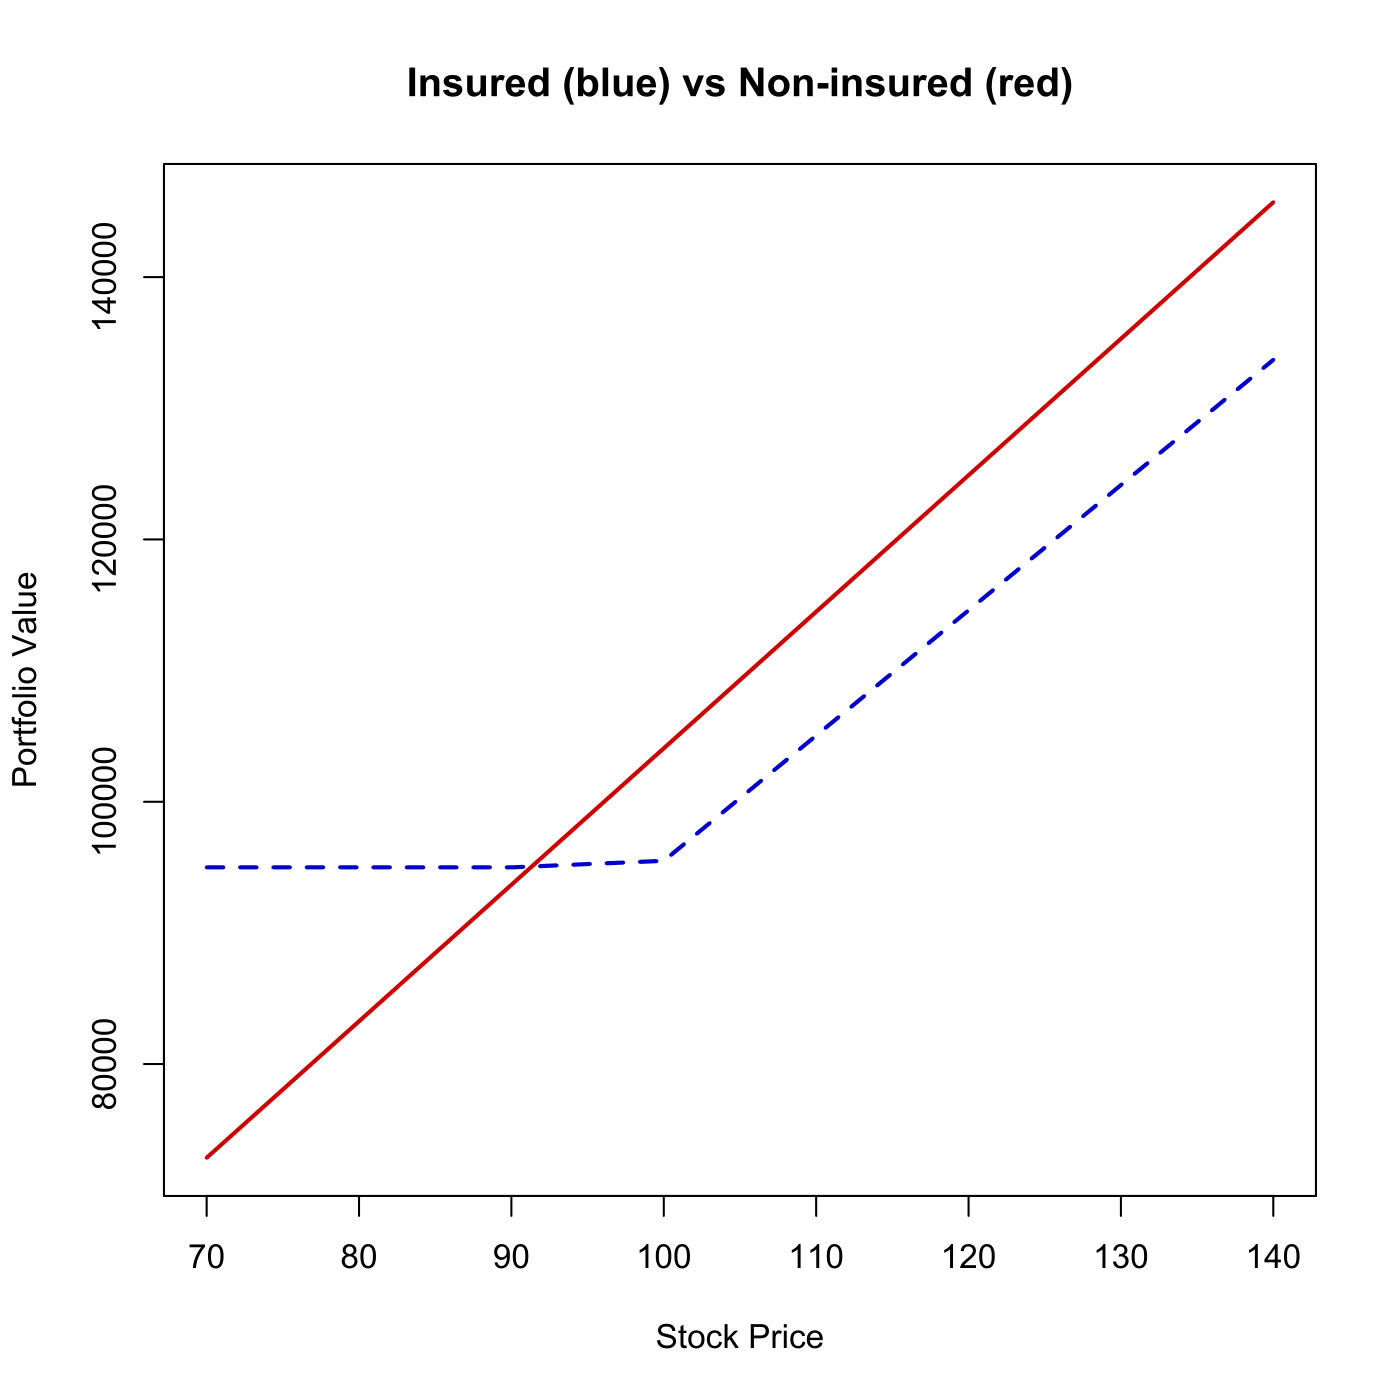 Insured (blue) vs Non-insured (red)
Portfolio Value
140000
120000
100000
80000
70 80 90 100 110 120 130 140
Stock Price